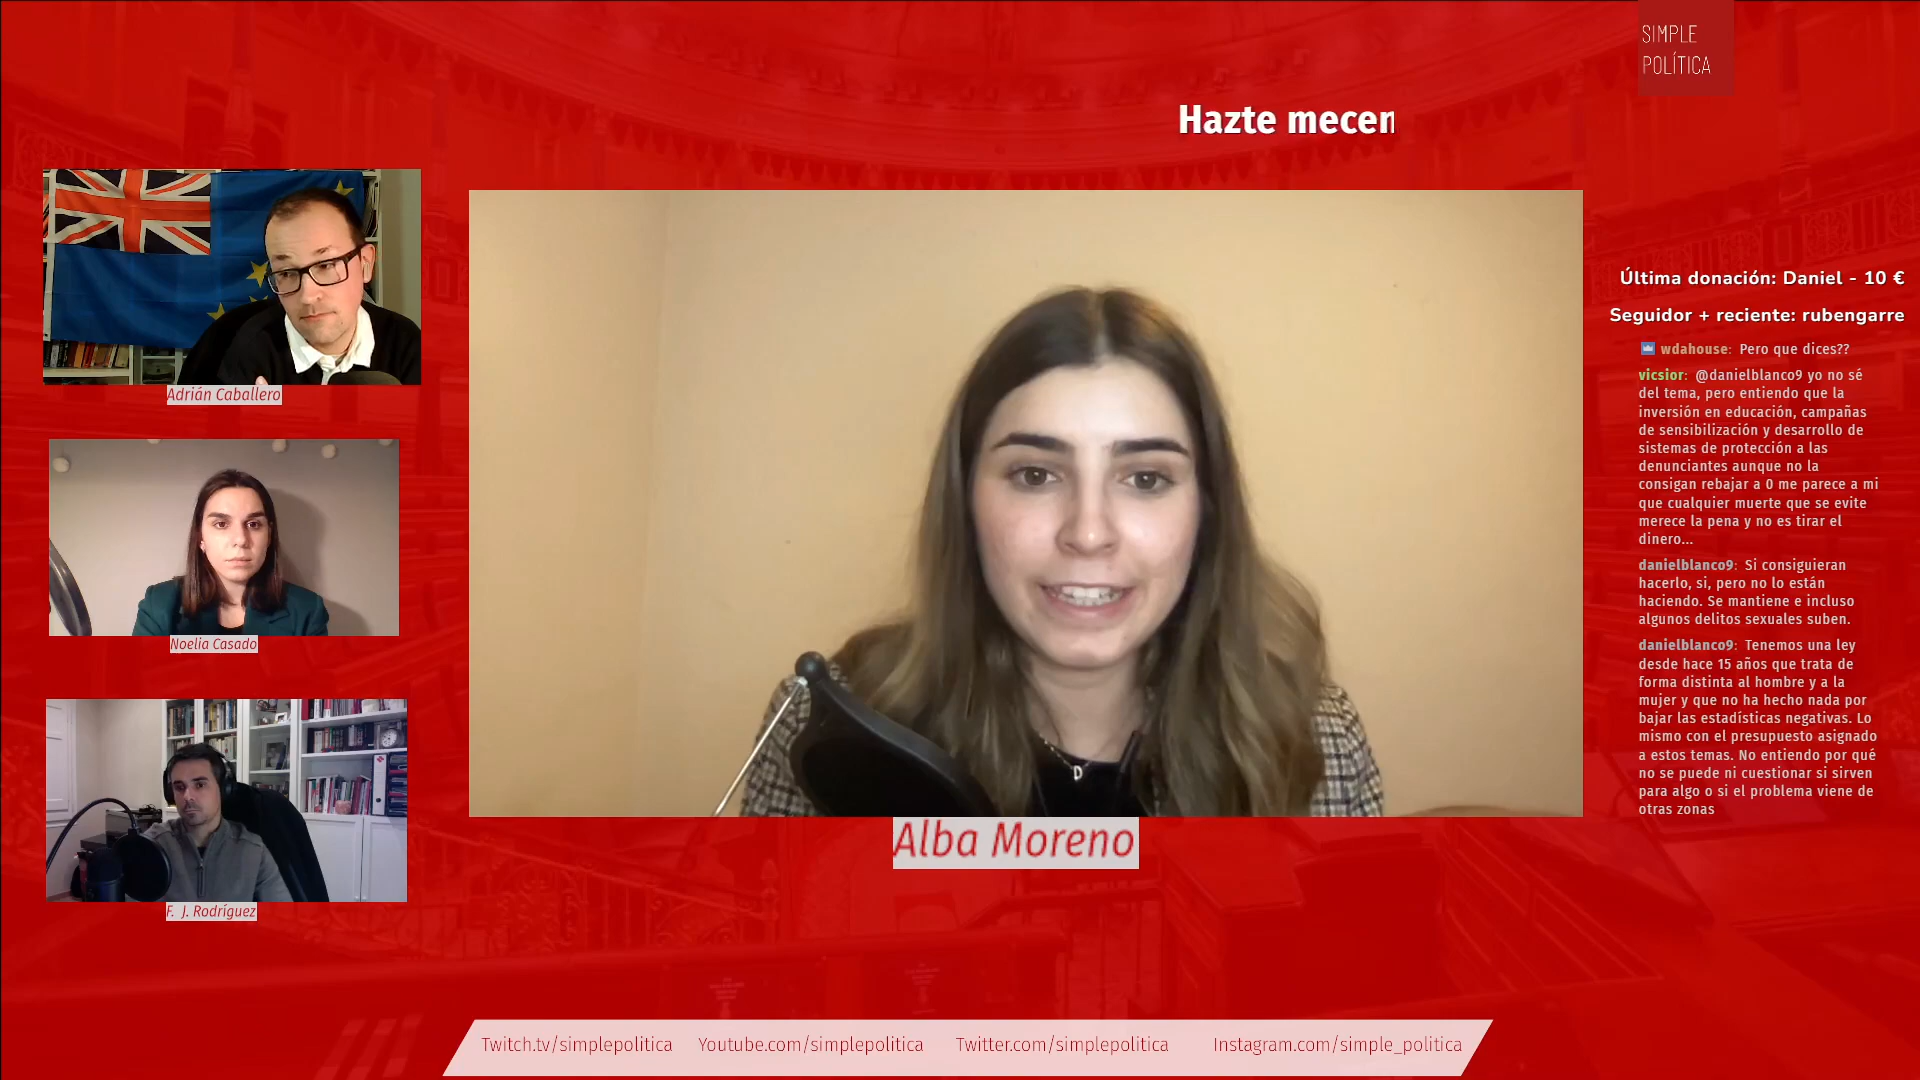 SIMPLE
POLÍTICA
Hazte mecen
Adrián Caballero
Noelia Casado
F. J. Rodríguez
Alba Moreno
Última donación: Daniel - 10 €
Seguidor + reciente: rubengarre
wdahouse: Pero que dices??
vicsior: @danielblanco9 yo no sé
del tema, pero entiendo que la
inversión en educación, campañas
de sensibilización y desarrollo de
sistemas de protección a las
denunciantes aunque no la
consigan rebajar a 0 me parece a mi
que cualquier muerte que se evite
merece la pena y no es tirar el
dinero...
danielblanco9: Si consiguieran
hacerlo, si, pero no lo están
haciendo. Se mantiene e incluso
algunos delitos sexuales suben.
danielblanco9: Tenemos una ley
desde hace 15 años que trata de
forma distinta al hombre y a la
mujer y que no ha hecho nada por
bajar las estadísticas negativas. Lo
mismo con el presupuesto asignado
a estos temas. No entiendo por qué
no se puede ni cuestionar si sirven
para algo o si el problema viene de
otras zonas
Twitch.tv/simplepolitica Youtube.com/simplepolitica Twitter.com/simplepolitica Instagram.com/simple_politica